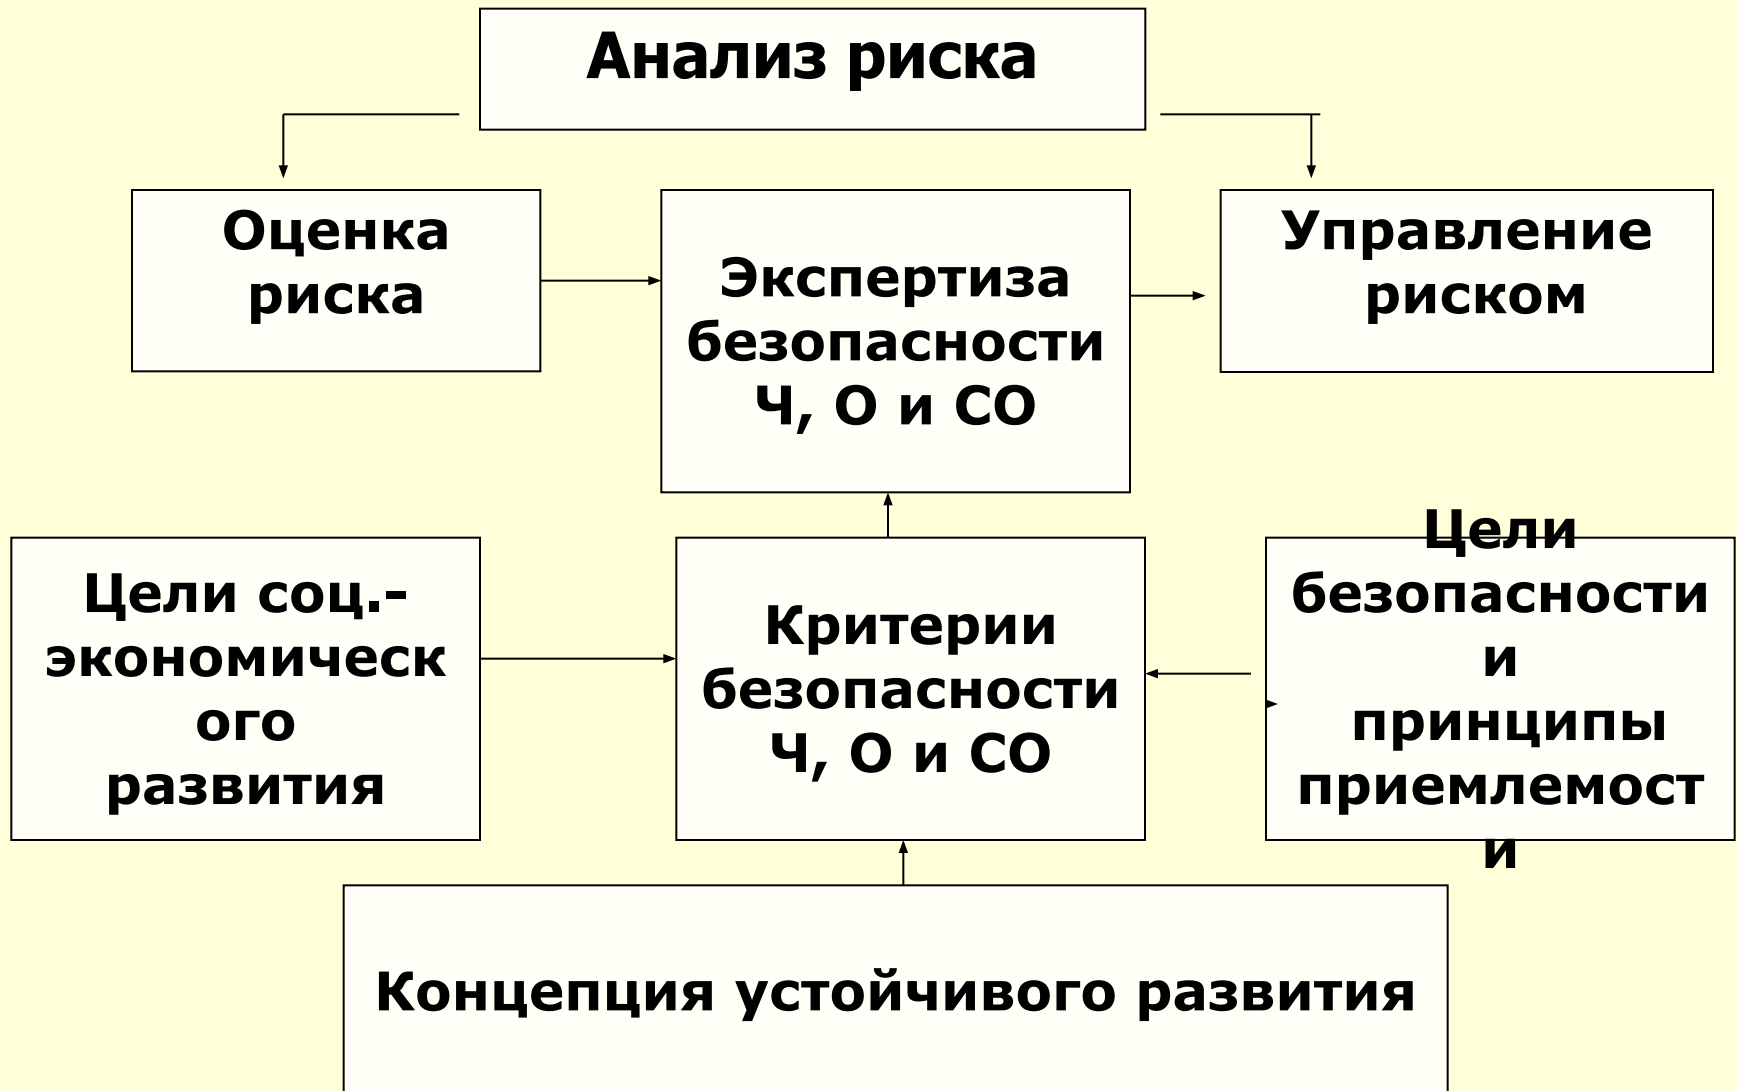 Анализ риска
Оценка
риска
Экспертиза
безопасности
Ч, О и СО
Управление
риском
Цели соц.-
экономическ
ого
развития
Критерии
безопасности
Ч, О и СО
Цели
безопасности
и
принципы
приемлемост
и
Концепция устойчивого развития